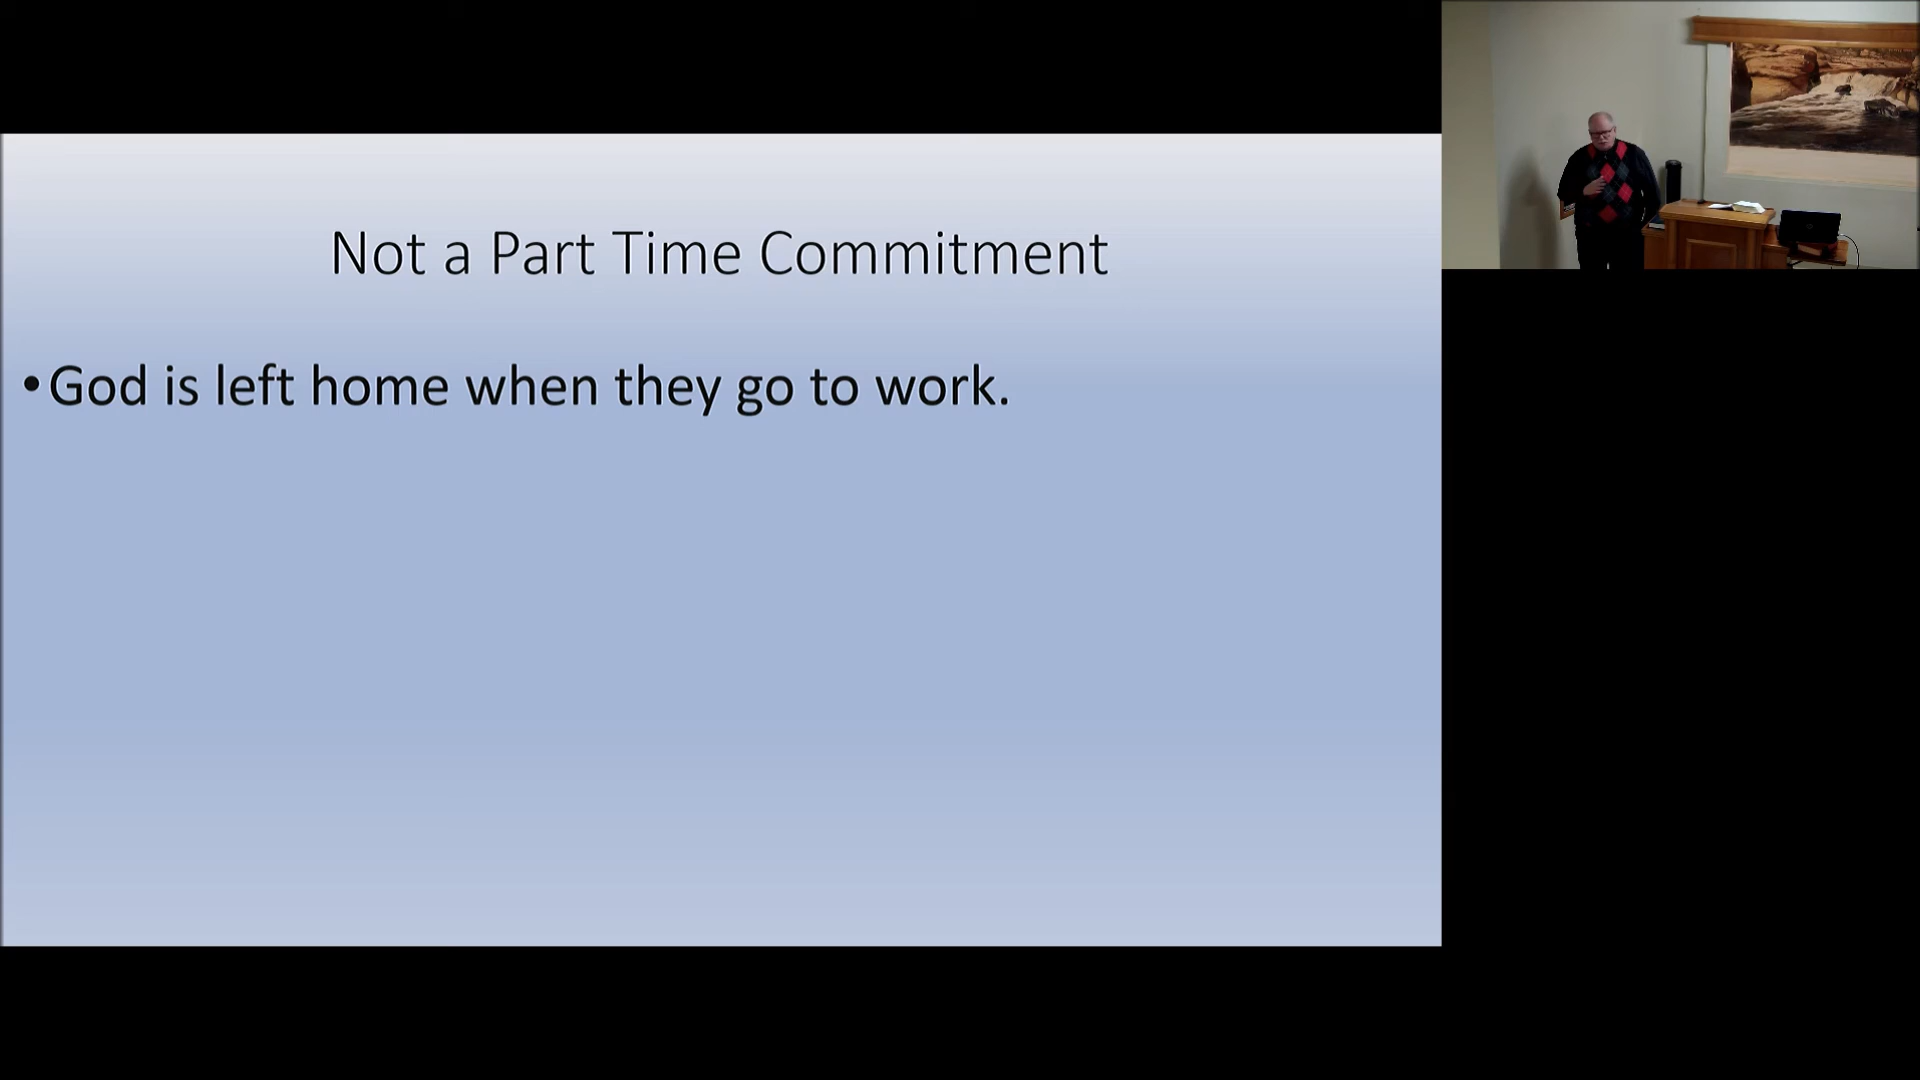 Not a Part Time Commitment
•God is left home when they go to work.